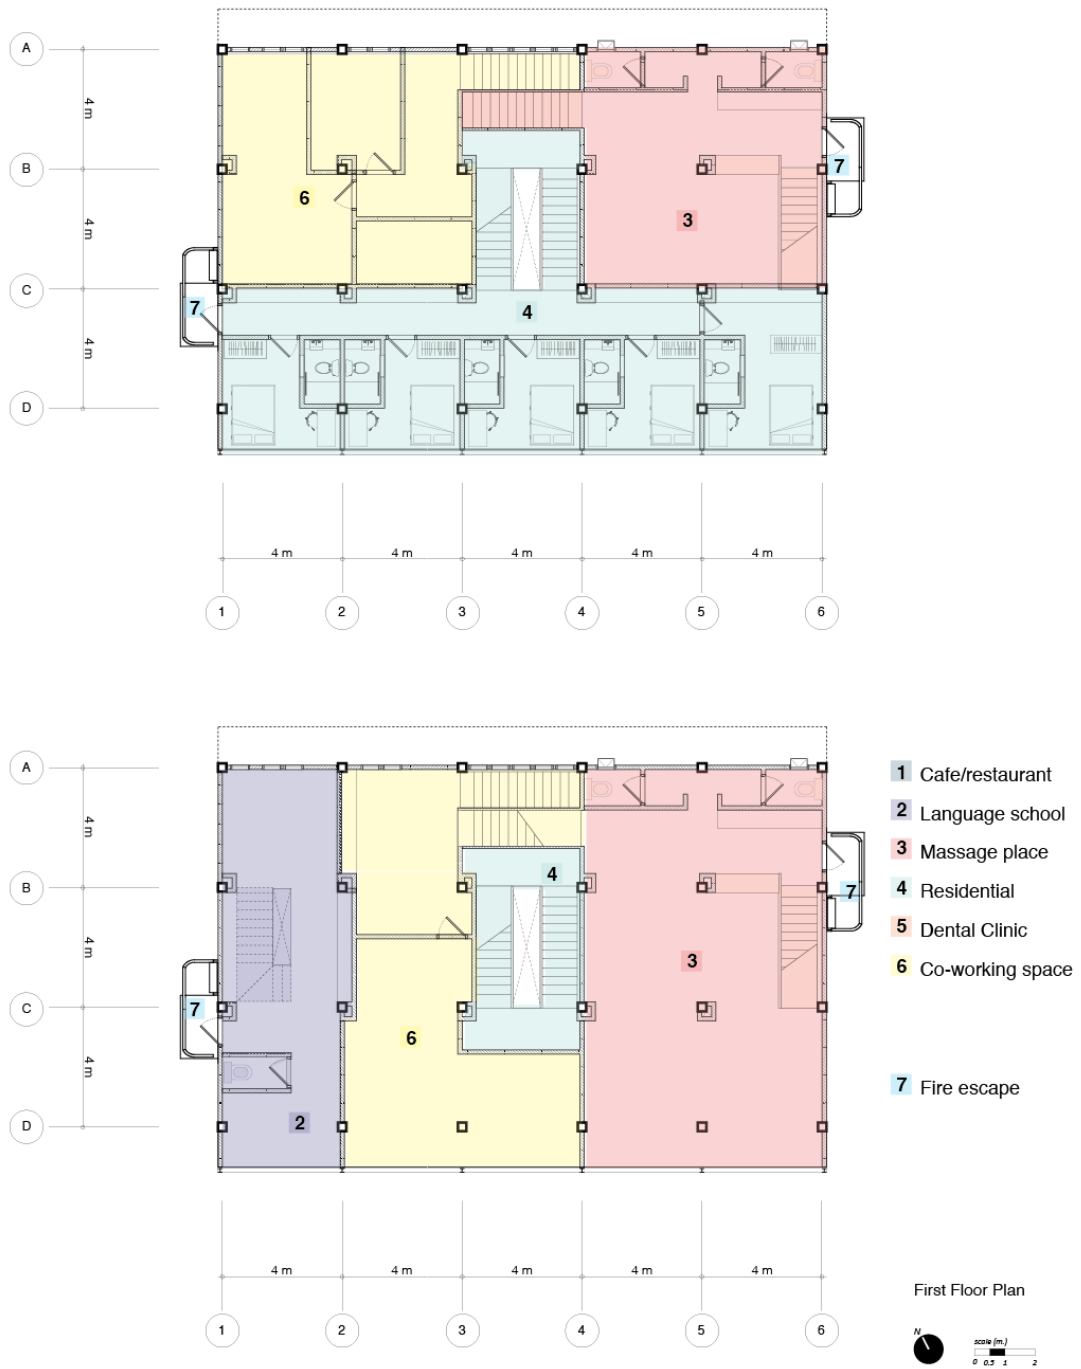 A
4 m
B
7
6
3
4 m
C
7
4
4 m
D
4 m
4 m
4 m
4 m
4 m
1
2
3
4
5
6
A
1 Cafe/restaurant
2 Language school
4 m
3 Massage place
4
B
7
4 Residential
5 Dental Clinic
4 m
3
6 Co-working space
C
7
6
4 m
7 Fire escape
D
2
4 m
4 m
4 m
4 m
4 m
First Floor Plan
1
2
3
4
5
6
N
scale (m.)
0 0.5 1 2